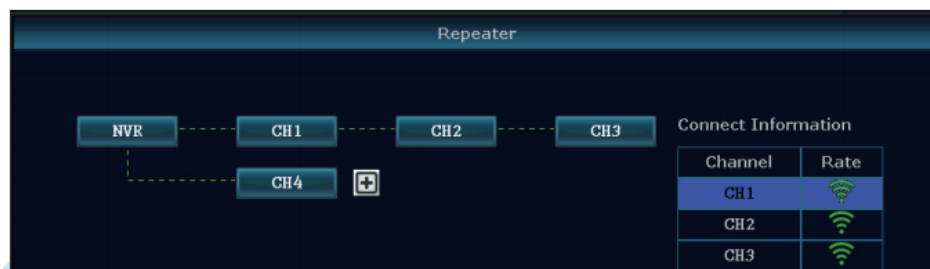 Repeater
NVR CH1 CH2 CH3
CH4
Connect Information
Channel Rate
CH1
CH2
CH3